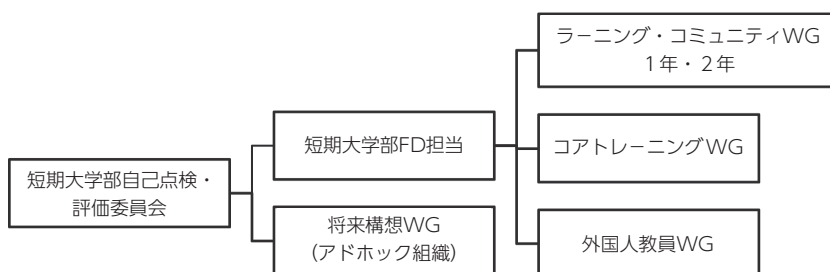 短期大学部自己点検・
評価委員会
短期大学部FD担当
将来構想WG
(アドホック組織)
ラーニング・コミュニティWG
1年・2年
コアトレーニングWG
外国人教員WG